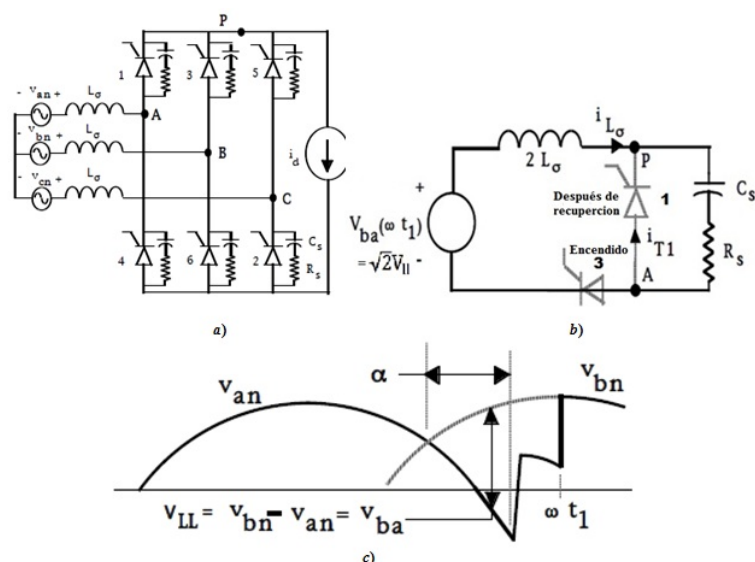 P
1
3
5
- v_an +
L_σ
A
- v_bn +
L_σ
B
i_d
- v_cn +
L_σ
C
4
6
2
C_s
R_s
a)
i_Lσ
2 L_σ
P
+
Después de
recupercion
1
C_s
V_ba(ω t_1)
= √2V_ll -
Encendido
3
i_T1
R_s
A
b)
α
v_an
v_bn
v_LL = v_bn - v_an = v_ba
ω t_1
c)